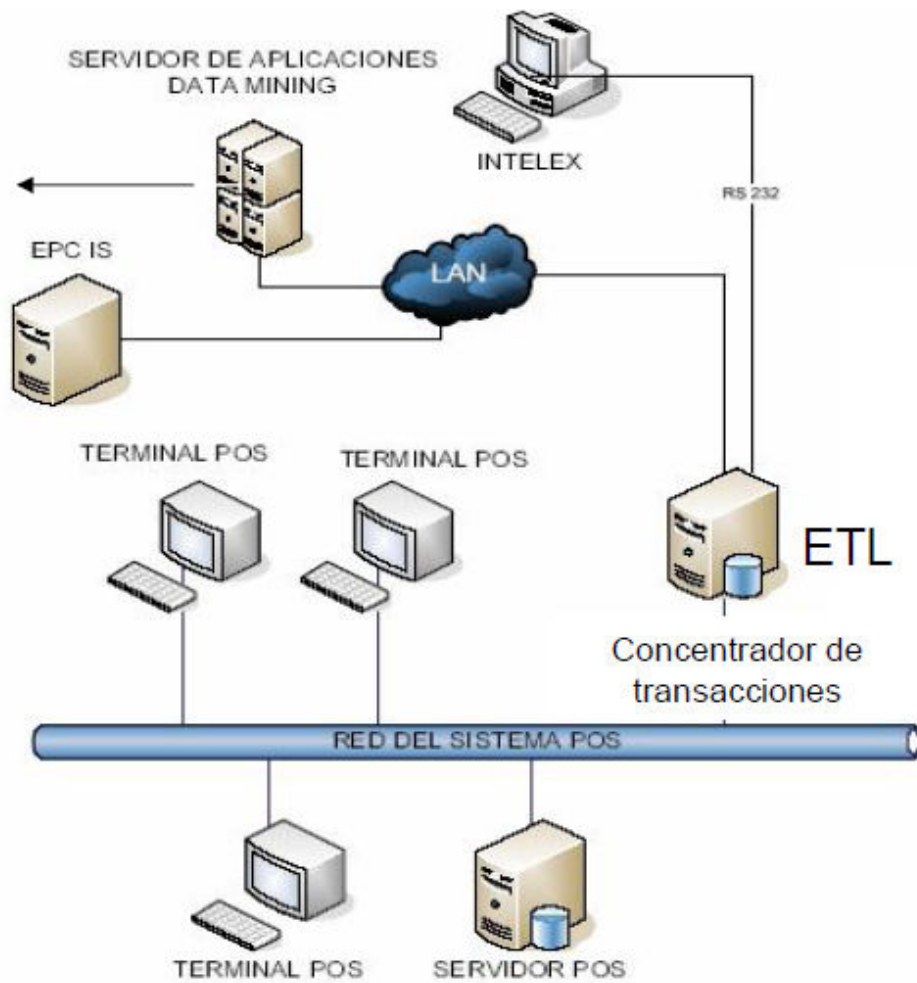 SERVIDOR DE APLICACIONES
DATA MINING
INTELEX
RS 232
EPC IS
LAN
TERMINAL POS
TERMINAL POS
ETL
Concentrador de
transacciones
RED DEL SISTEMA POS
TERMINAL POS
SERVIDOR POS